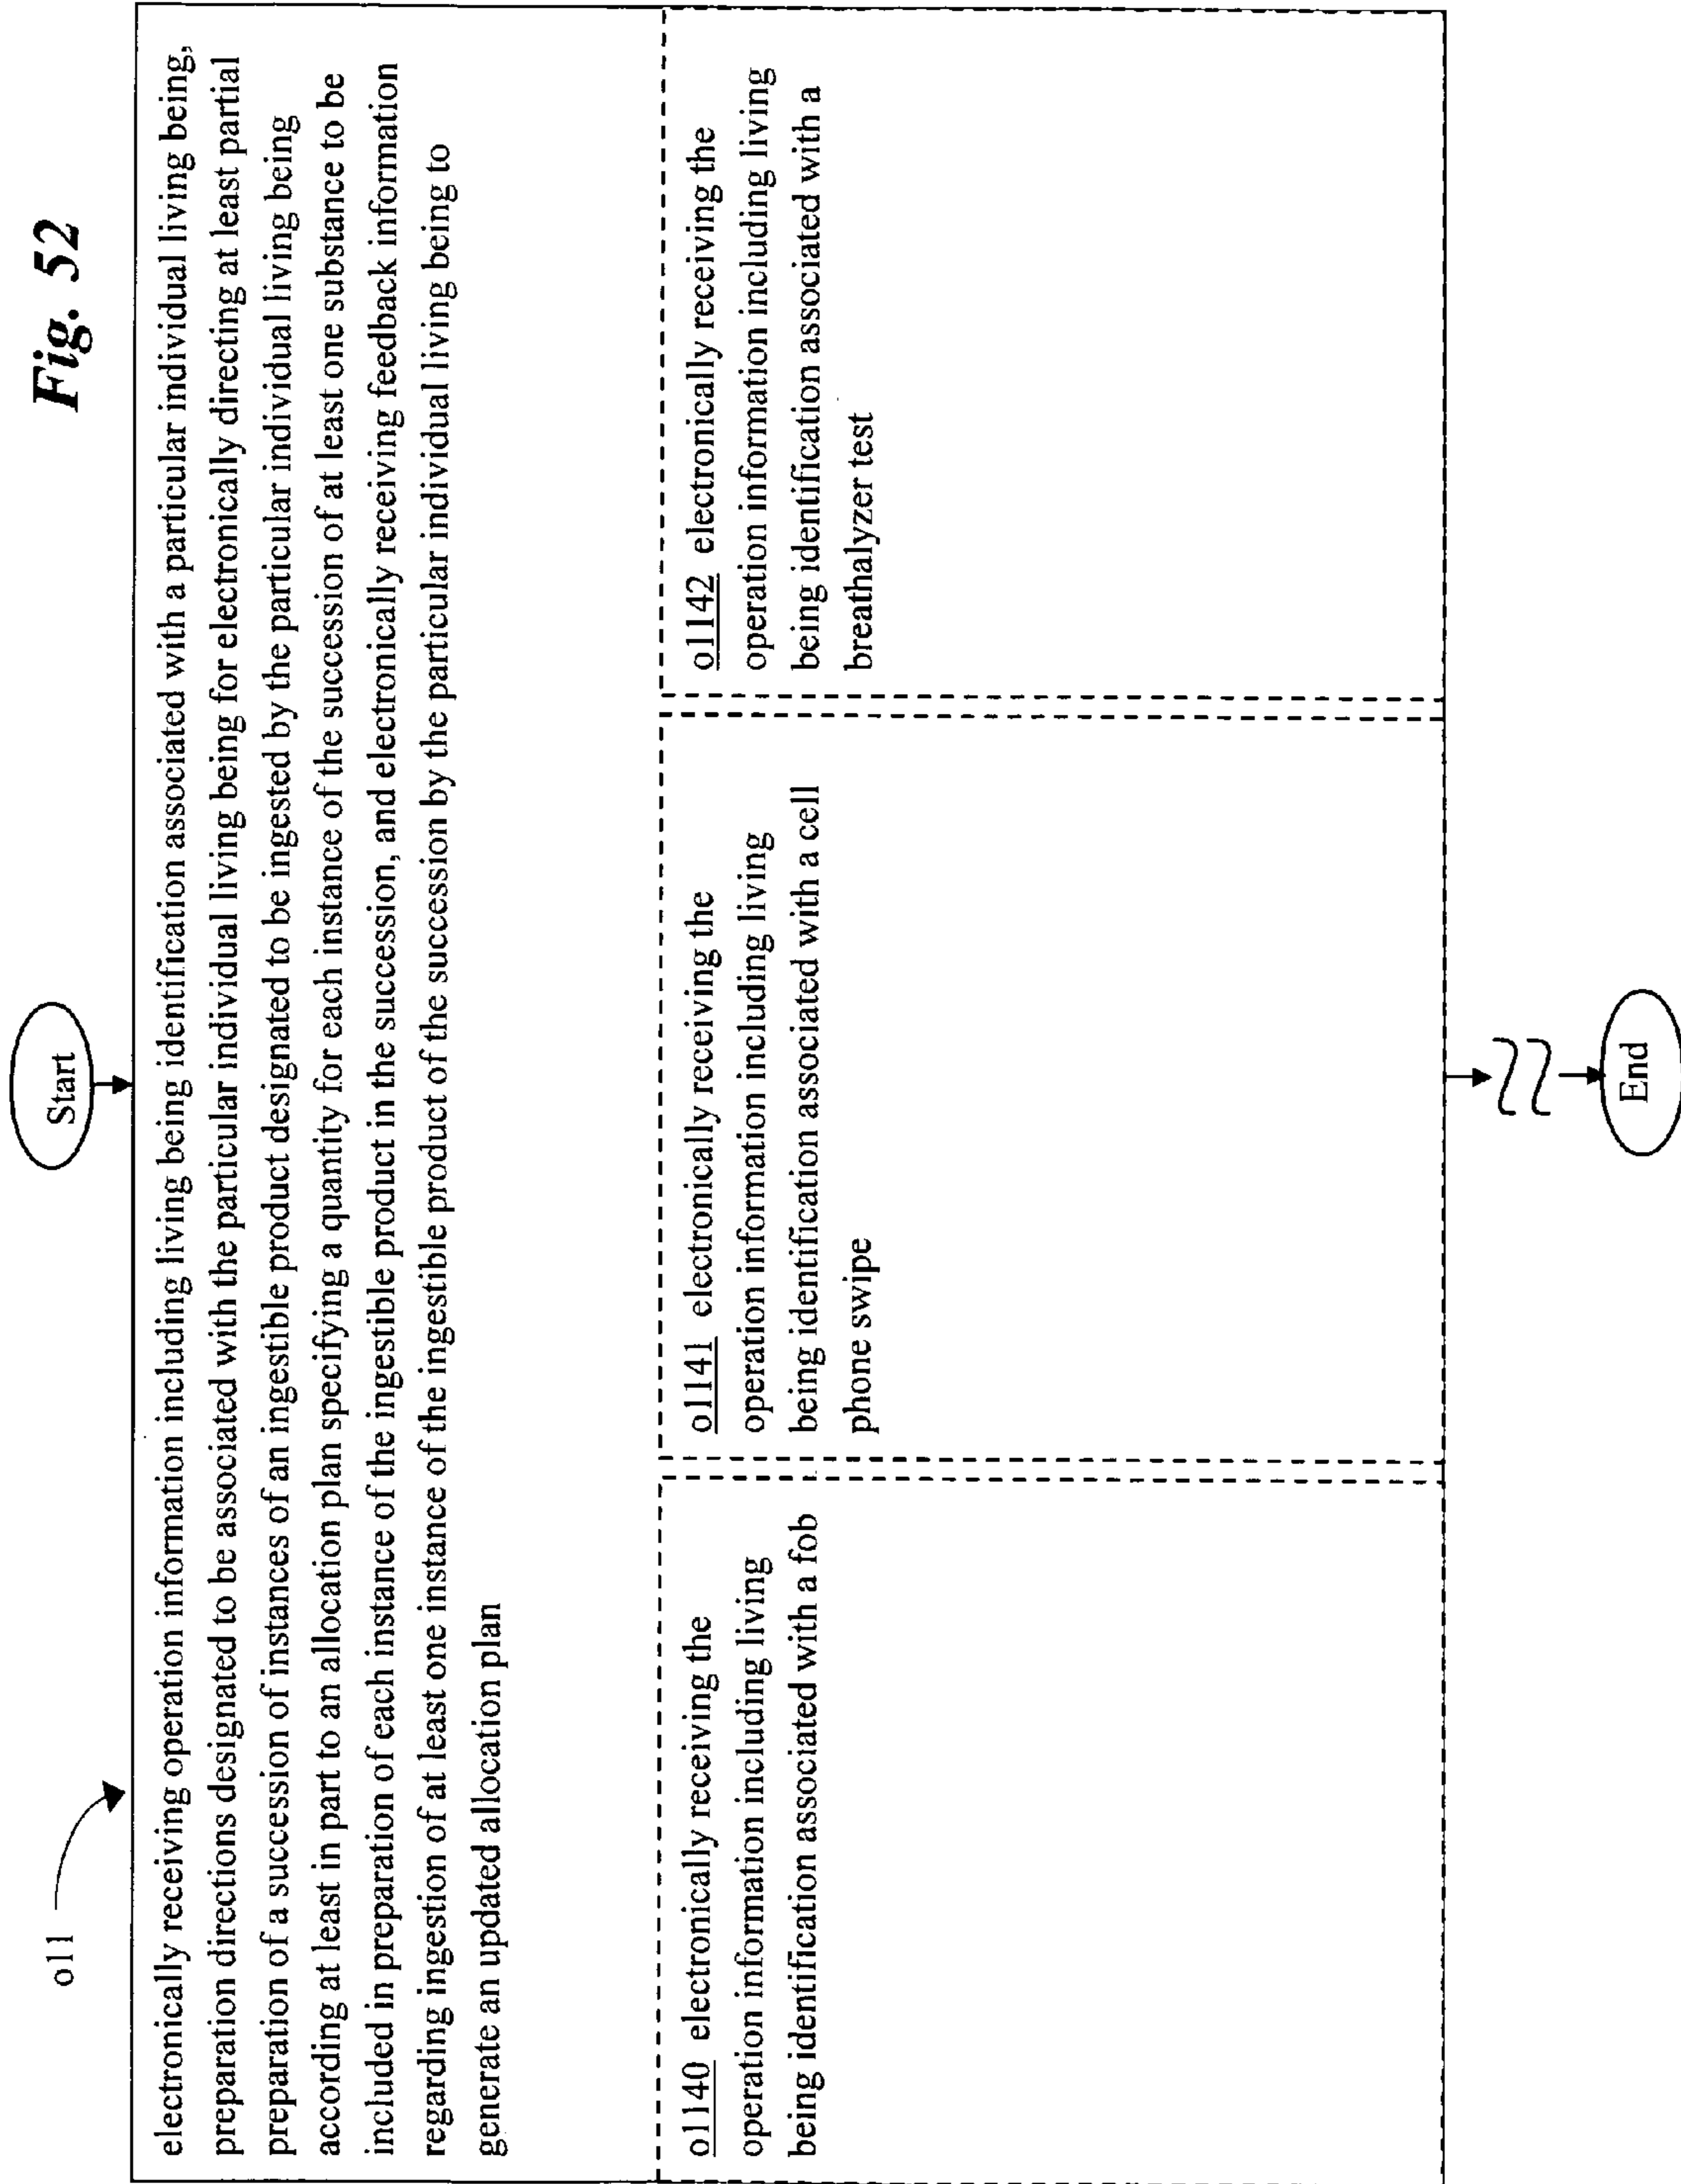 Fig. 52
Start
o11
electronically receiving operation information including living being identification associated with a particular individual living being,
preparation directions designated to be associated with the particular individual living being for electronically directing at least partial
preparation of a succession of instances of an ingestible product designated to be ingested by the particular individual living being
according at least in part to an allocation plan specifying a quantity for each instance of the succession of at least one substance to be
included in preparation of each instance of the ingestible product in the succession, and electronically receiving feedback information
regarding ingestion of at least one instance of the ingestible product of the succession by the particular individual living being to
generate an updated allocation plan
o1140 electronically receiving the
operation information including living
being identification associated with a fob
o1141 electronically receiving the
operation information including living
being identification associated with a cell
phone swipe
o1142 electronically receiving the
operation information including living
being identification associated with a
breathalyzer test
End